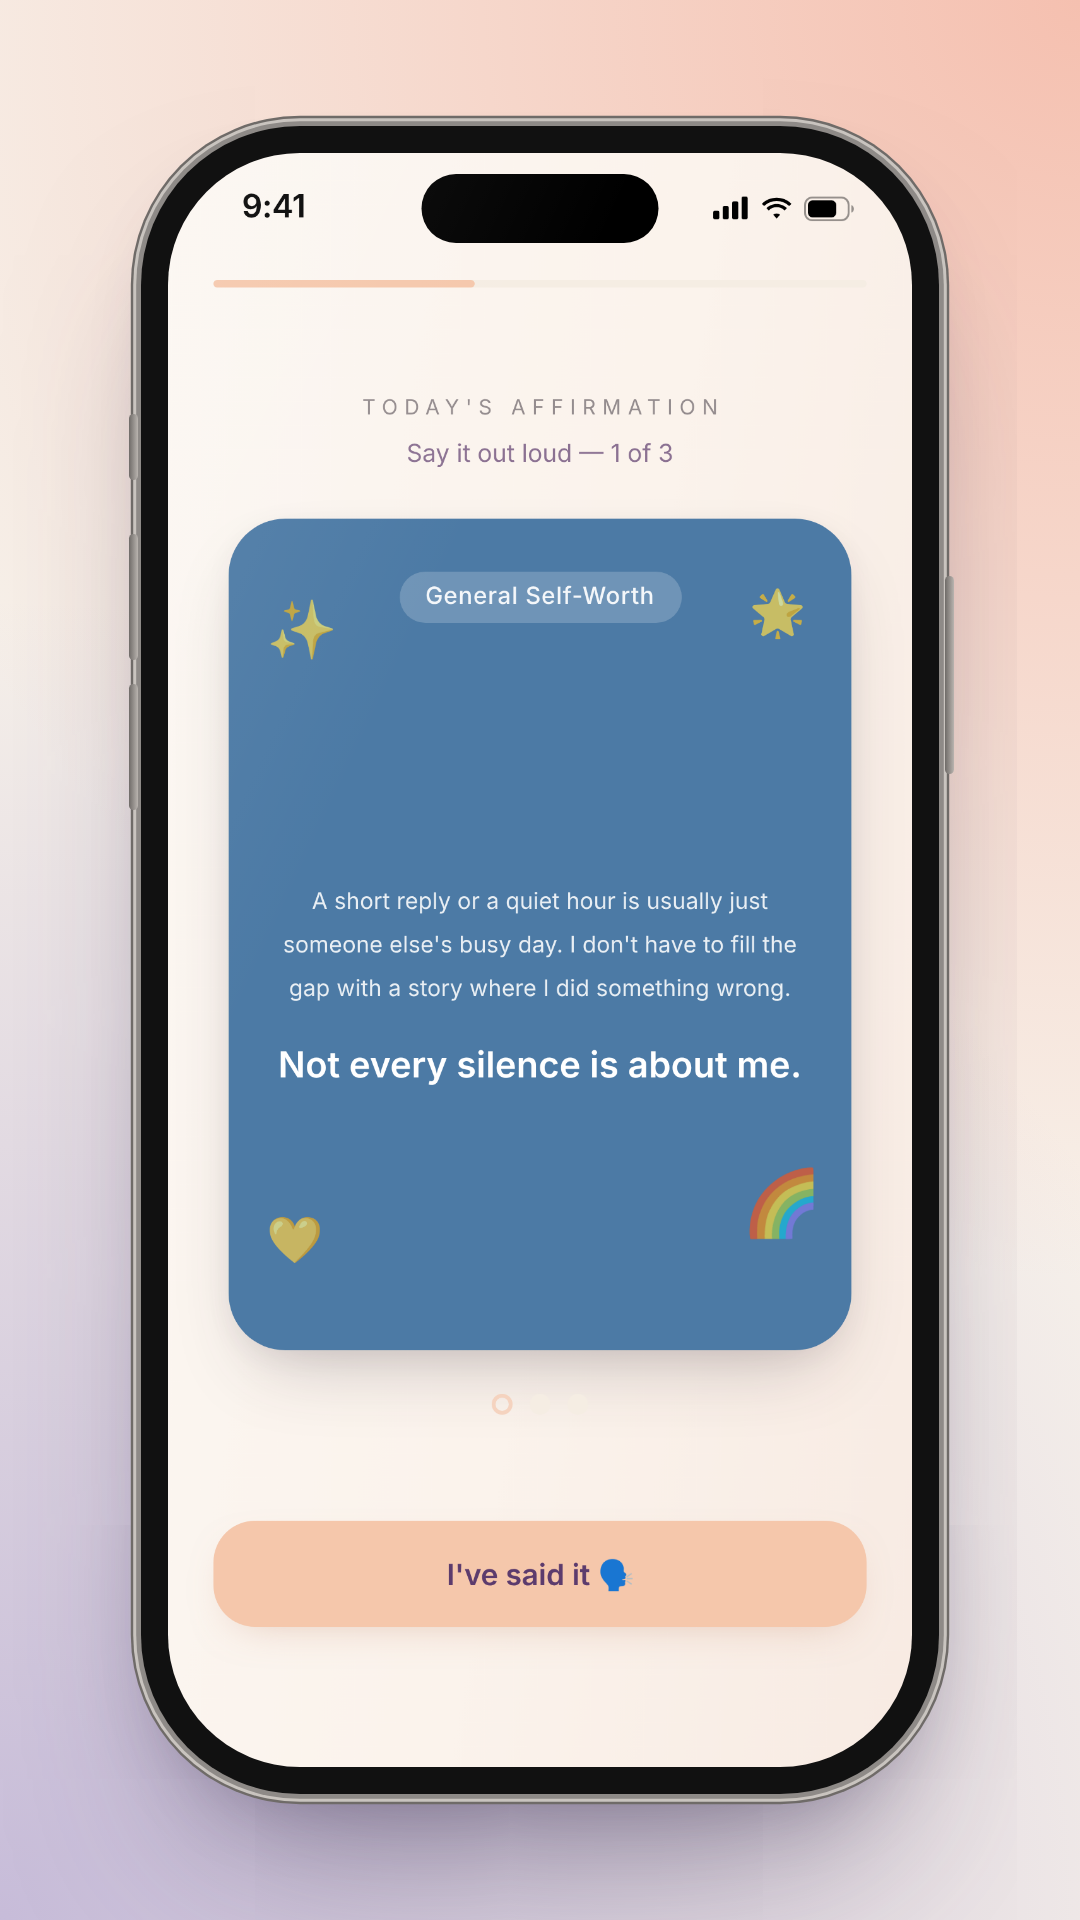 9:41
TODAY'S AFFIRMATION
Say it out loud — 1 of 3
General Self-Worth
A short reply or a quiet hour is usually just
someone else's busy day. I don't have to fill the
gap with a story where I did something wrong.
Not every silence is about me.
I've said it